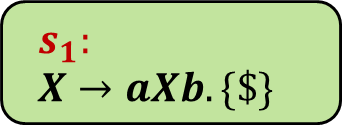 s₁:
X → aXb.{$}